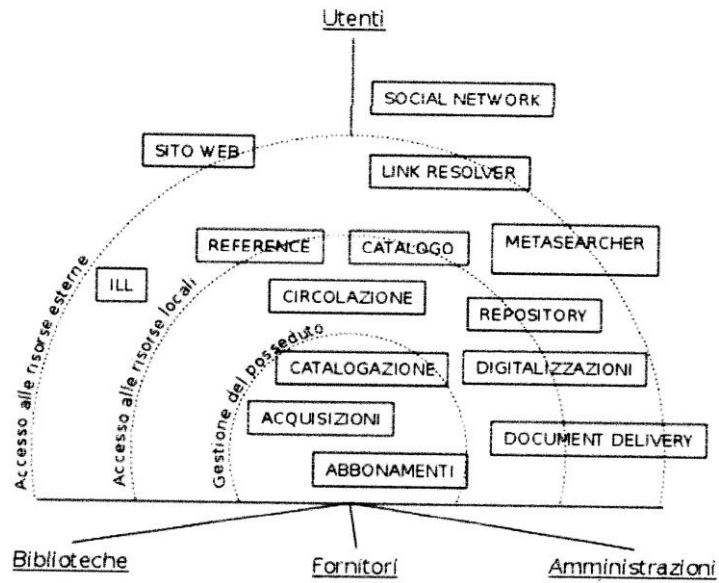 Utenti
SOCIAL NETWORK
SITO WEB
LINK RESOLVER
REFERENCE
CATALOGO
METASEARCHER
ILL
CIRCOLAZIONE
REPOSITORY
CATALOGAZIONE
DIGITALIZZAZIONI
ACQUISIZIONI
DOCUMENT DELIVERY
ABBONAMENTI
Accesso alle risorse esterne
Accesso alle risorse locali
Gestione del posseduto
Biblioteche
Fornitori
Amministrazioni